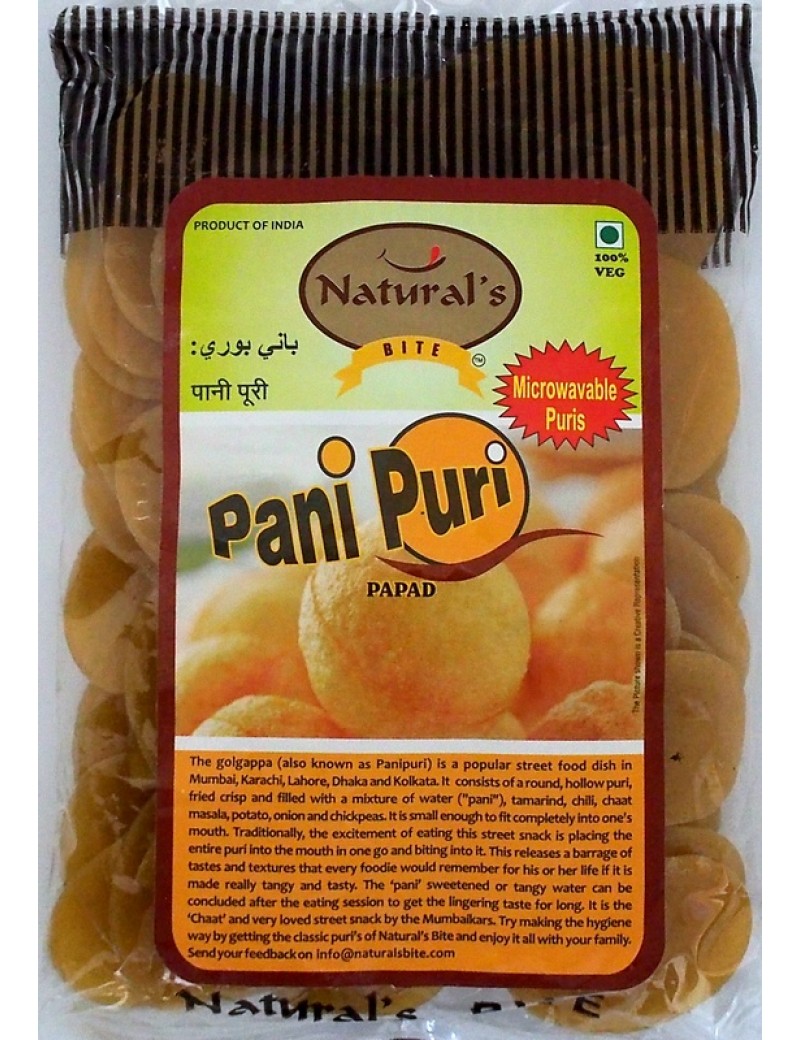 PRODUCT OF INDIA
Natural's
BITE
TM
100%
VEG
باني بوري:
पानी पूरी
Microwavable
Puris
Pani Puri
PAPAD
The Picture shown is a Creative Representation
The golgappa (also known as Panipuri) is a popular street food dish in
Mumbai, Karachi, Lahore, Dhaka and Kolkata. It consists of a round, hollow puri,
fried crisp and filled with a mixture of water ("pani"), tamarind, chili, chaat
masala, potato, onion and chickpeas. It is small enough to fit completely into one's
mouth. Traditionally, the excitement of eating this street snack is placing the
entire puri into the mouth in one go and biting into it. This releases a barrage of
tastes and textures that every foodie would remember for his or her life if it is
made really tangy and tasty. The 'pani' sweetened or tangy water can be
concluded after the eating session to get the lingering taste for long. It is the
'Chaat' and very loved street snack by the Mumbaikars. Try making the hygiene
way by getting the classic puri's of Natural's Bite and enjoy it all with your family.
Send your feedback on info@naturalsbite.com
Natural's BITE